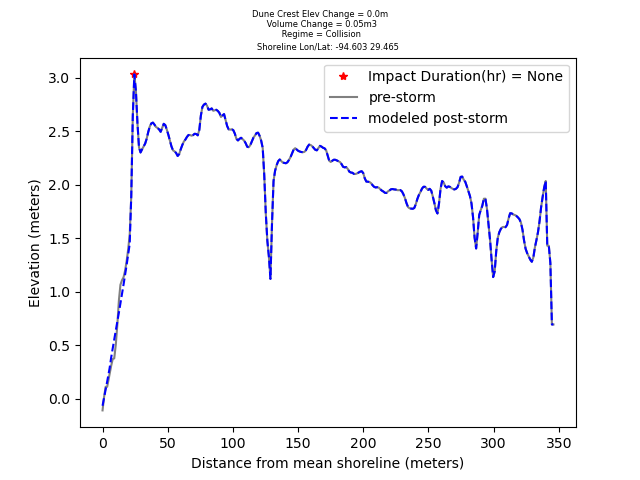 Dune Crest Elev Change = 0.0m
Volume Change = 0.05m3
Regime = Collision
Shoreline Lon/Lat: -94.603 29.465
Impact Duration(hr) = None
pre-storm
modeled post-storm
3.0
2.5
2.0
1.5
1.0
0.5
0.0
Elevation (meters)
0 50 100 150 200 250 300 350
Distance from mean shoreline (meters)